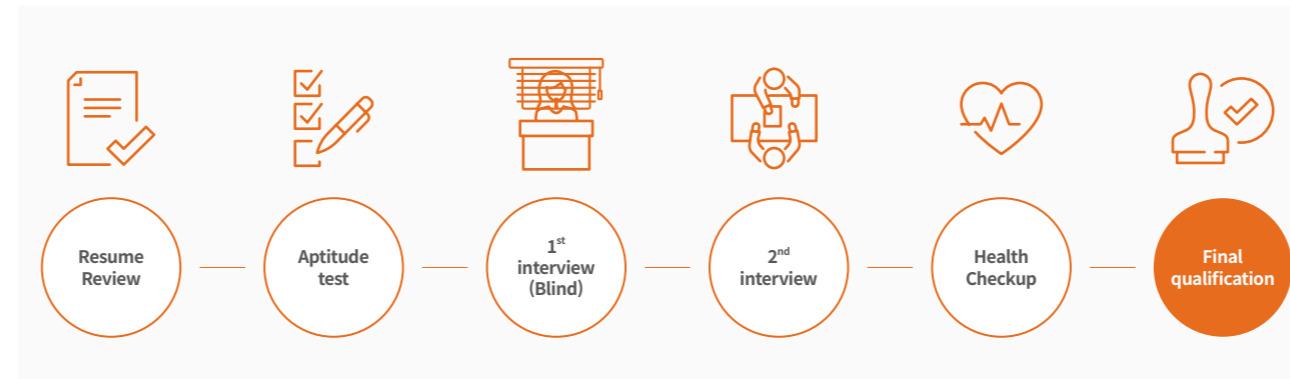 Resume
Review
Aptitude
test
1st
interview
(Blind)
2nd
interview
Health
Checkup
Final
qualification